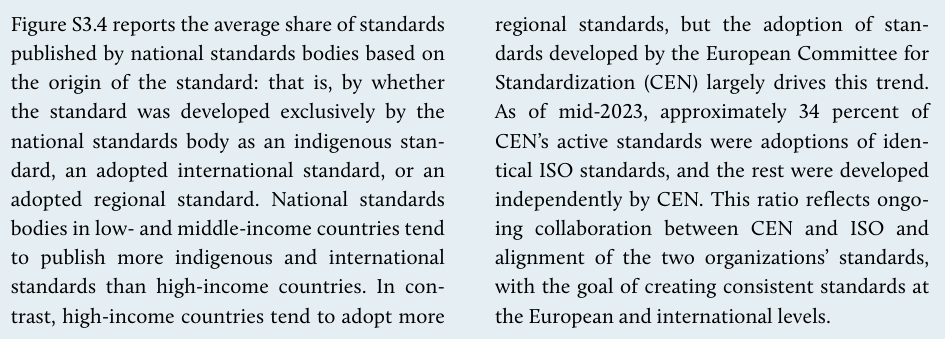 Figure S3.4 reports the average share of standards
published by national standards bodies based on
the origin of the standard: that is, by whether
the standard was developed exclusively by the
national standards body as an indigenous stan-
dard, an adopted international standard, or an
adopted regional standard. National standards
bodies in low- and middle-income countries tend
to publish more indigenous and international
standards than high-income countries. In con-
trast, high-income countries tend to adopt more
regional standards, but the adoption of stan-
dards developed by the European Committee for
Standardization (CEN) largely drives this trend.
As of mid-2023, approximately 34 percent of
CEN’s active standards were adoptions of iden-
tical ISO standards, and the rest were developed
independently by CEN. This ratio reflects ongo-
ing collaboration between CEN and ISO and
alignment of the two organizations’ standards,
with the goal of creating consistent standards at
the European and international levels.